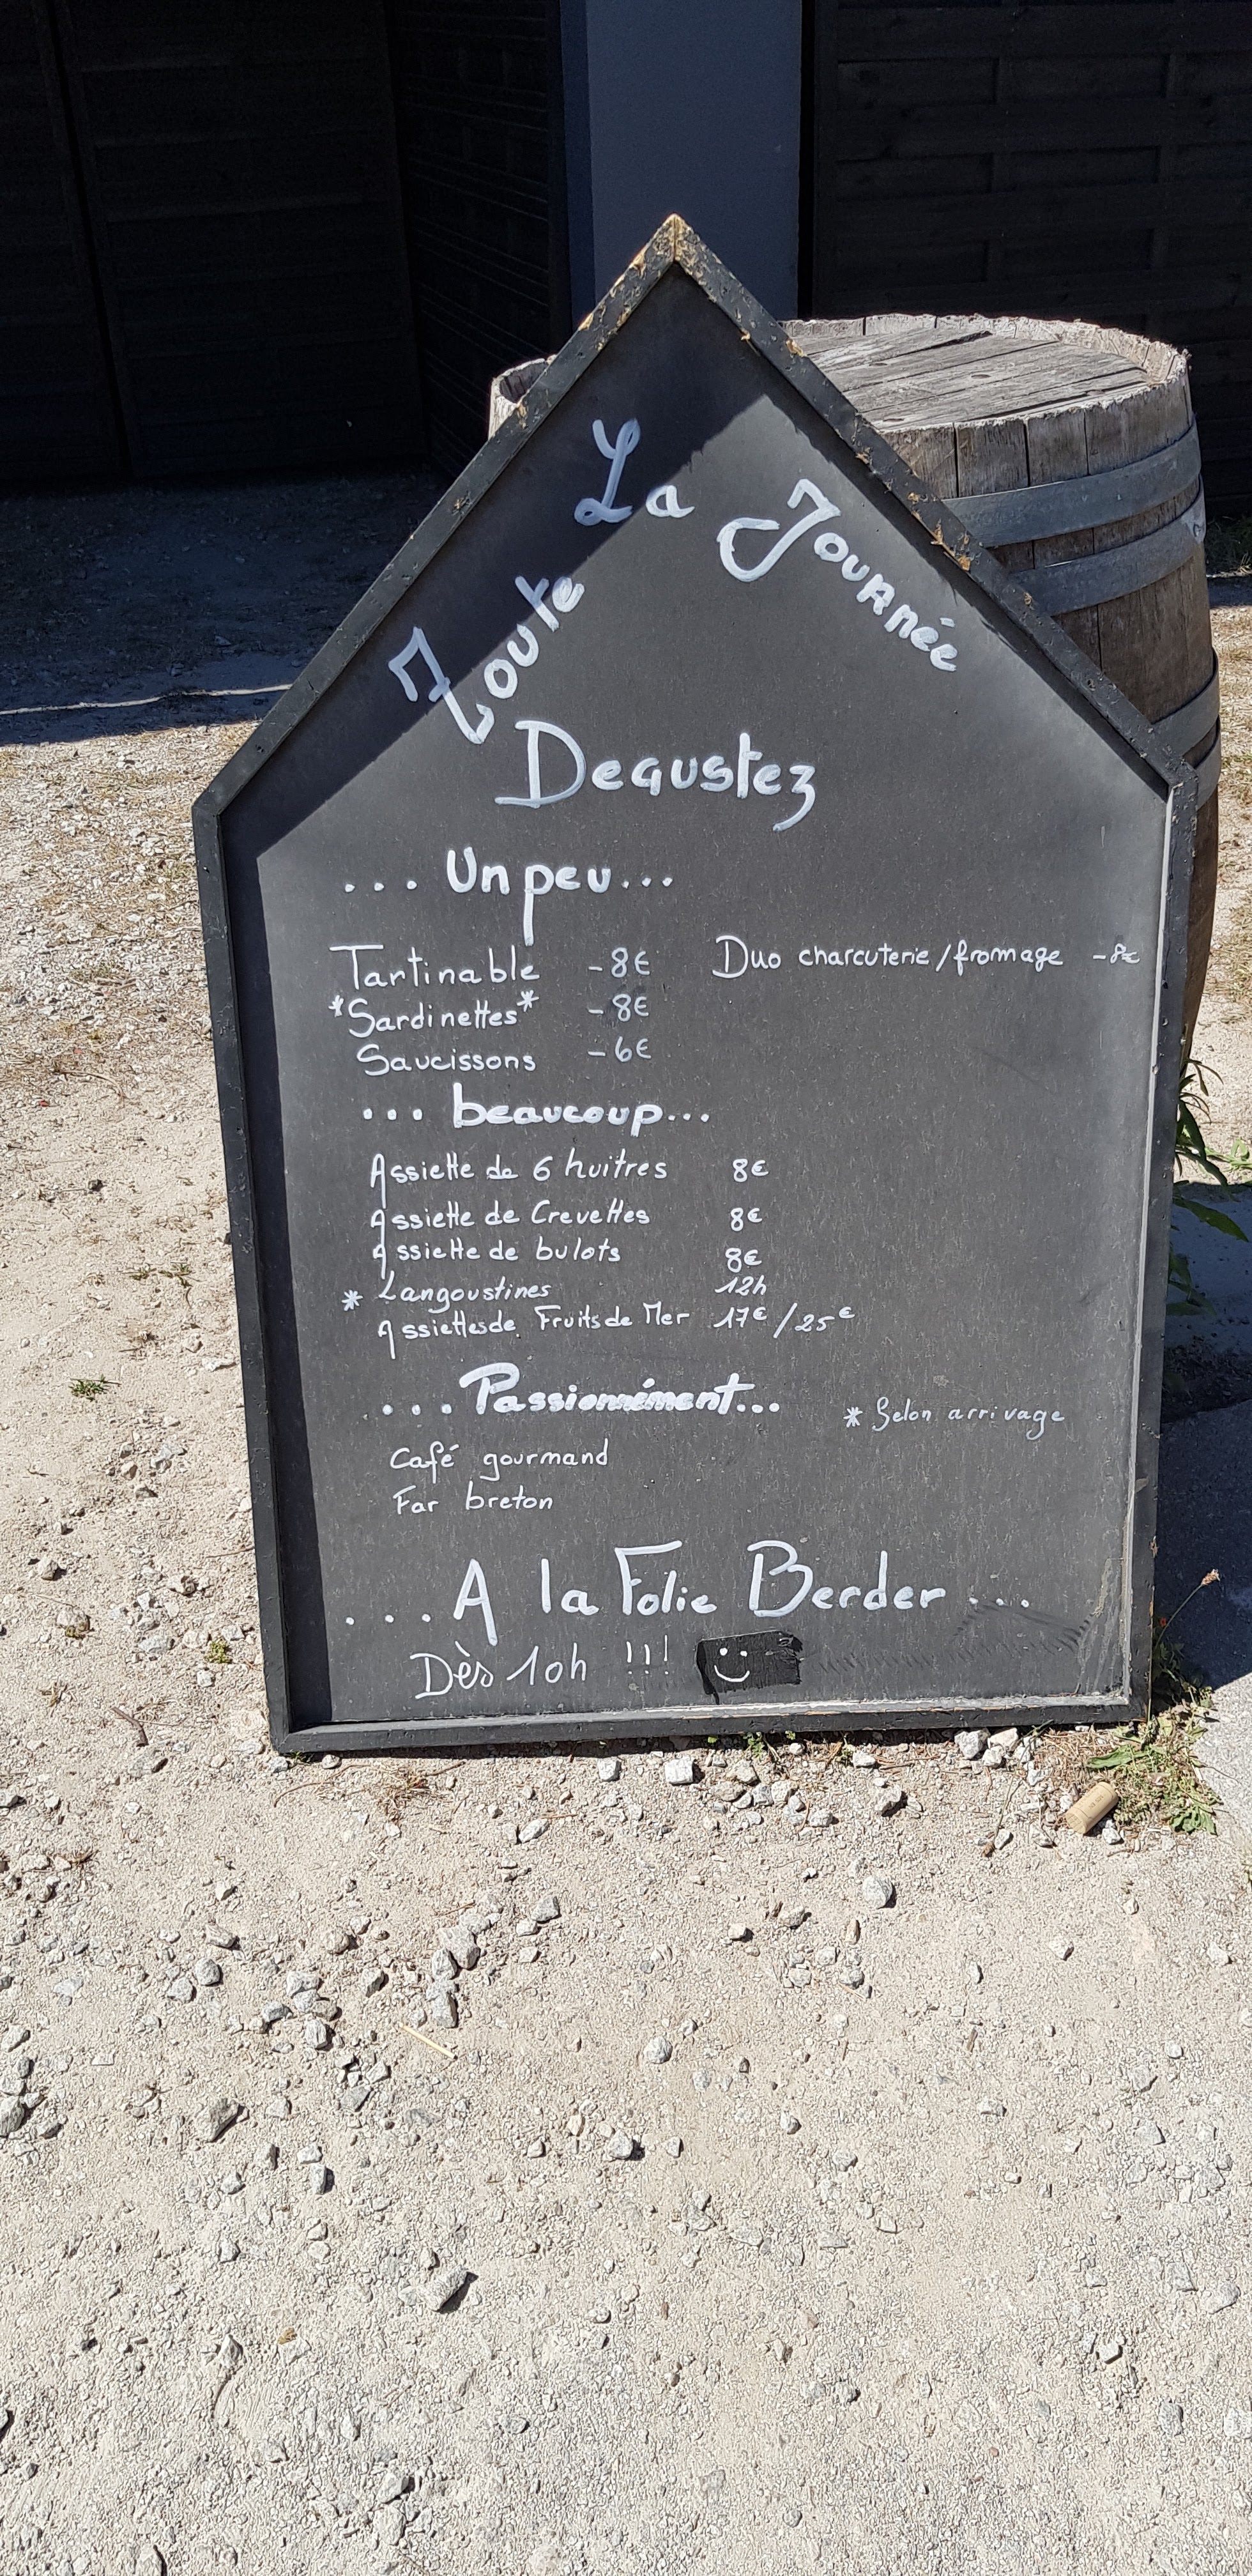 Toute La Journée
Degustez
... Un peu...
Tartinable - 8€ Duo charcuterie/fromage - 8€
*Sardinettes* - 8€
Saucissons - 6€
... beaucoup...
Assiette de 6 huitres 8€
Assiette de Crevettes 8€
Assiette de bulots 8€
* Langoustines 12h
Assiettes de Fruits de Mer 17€/25€
... Passionnément...
* Selon arrivage
Café gourmand
Far breton
.... A la Folie Berder ...
Dès 10h !!!